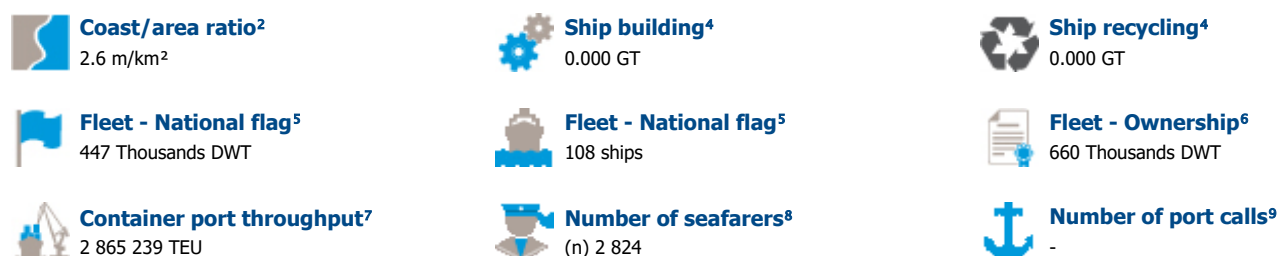 Coast/area ratio²
2.6 m/km²
Ship building⁴
0.000 GT
Ship recycling⁴
0.000 GT
Fleet - National flag⁵
447 Thousands DWT
Fleet - National flag⁵
108 ships
Fleet - Ownership⁶
660 Thousands DWT
Container port throughput⁷
2 865 239 TEU
Number of seafarers⁸
(n) 2 824
Number of port calls⁹
-